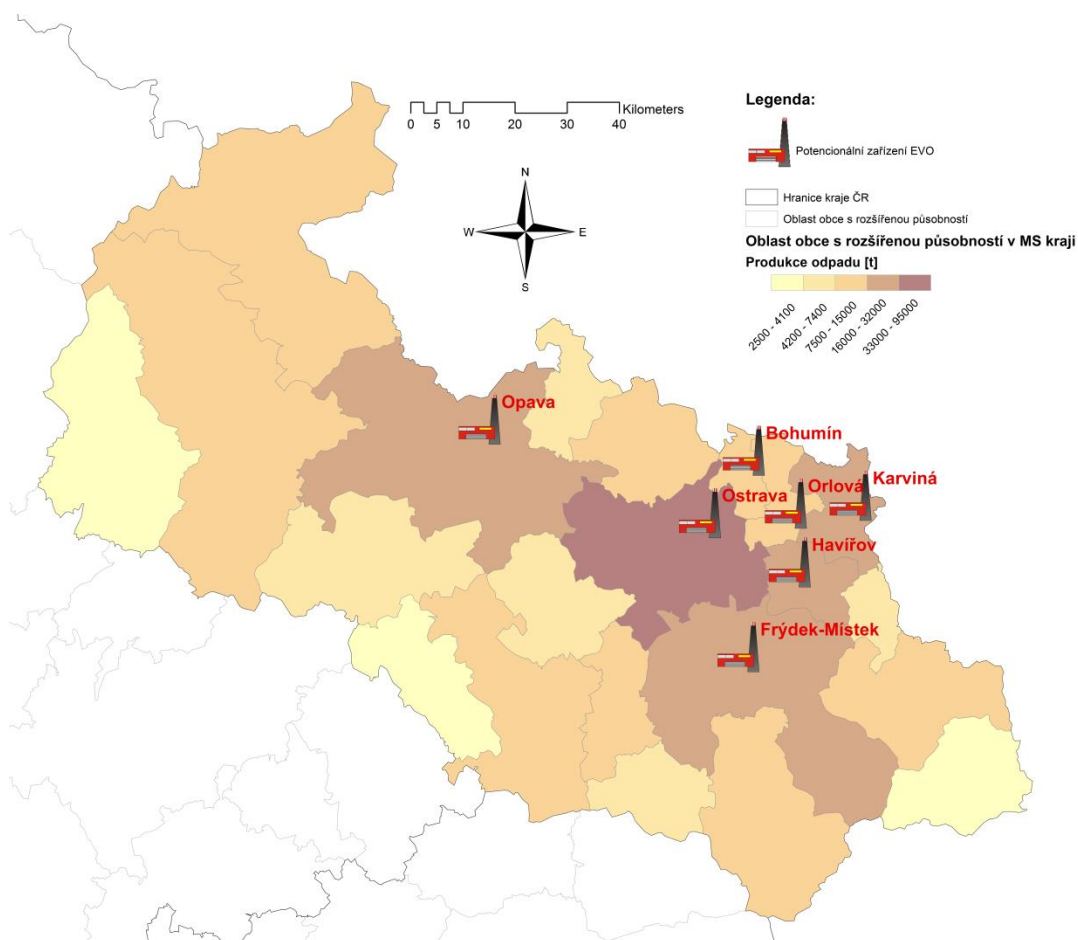 Kilometers
0 5 10 20 30 40
N
W E
S
Legenda:
Potencionální zařízení EVO
Hranice kraje ČR
Oblast obce s rozšířenou působností
Oblast obce s rozšířenou působností v MS kraji
Produkce odpadu [t]
2500 - 4100
4200 - 7400
7500 - 15000
16000 - 32000
33000 - 95000
Opava
Bohumín
Karviná
Orlová
Ostrava
Havířov
Frýdek-Místek